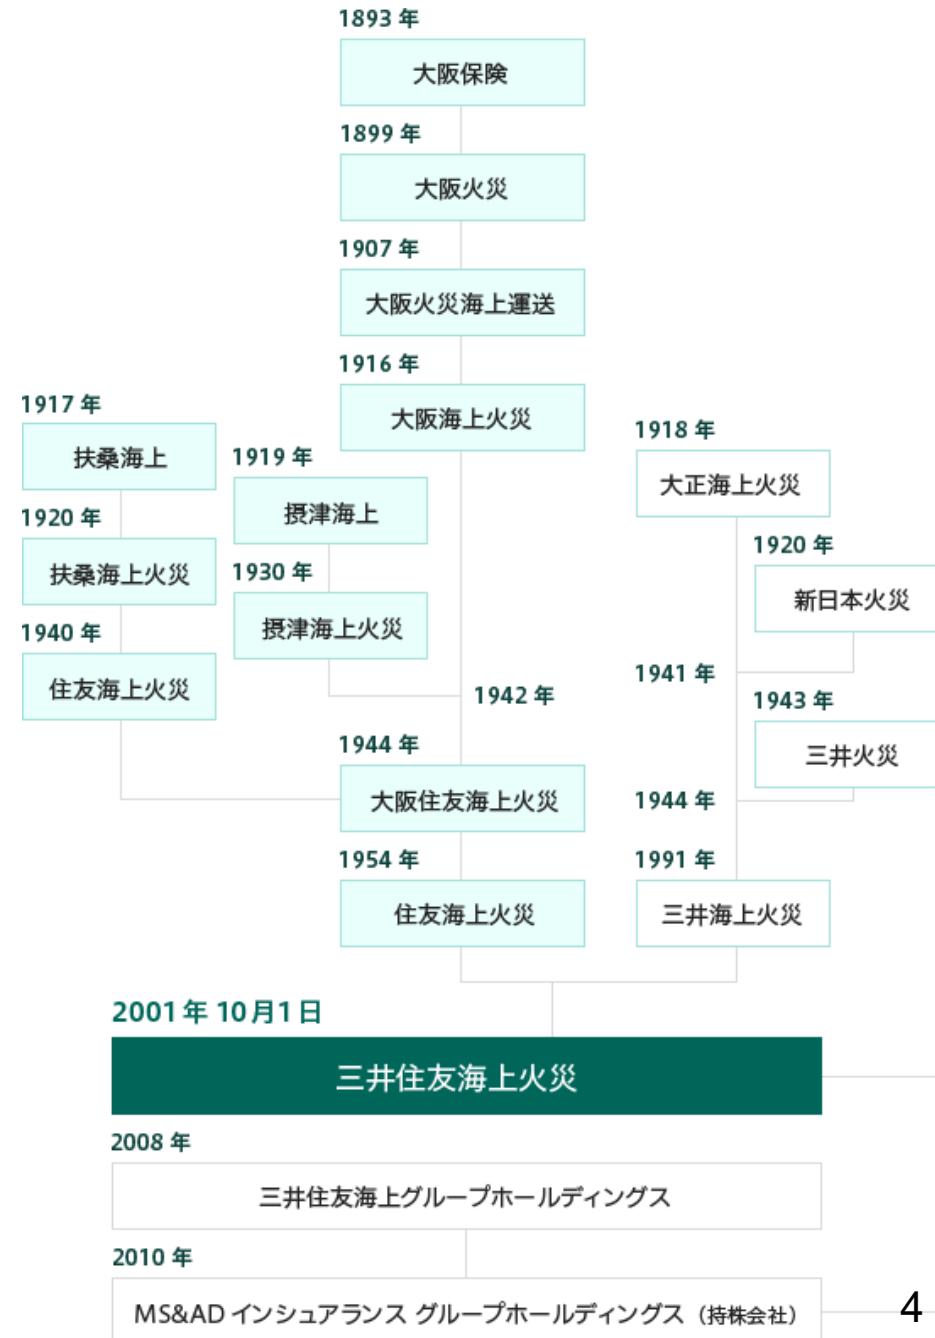 1893 年
大阪保険
1899 年
大阪火災
1907 年
大阪火災海上運送
1916 年
大阪海上火災
1917 年
扶桑海上
1920 年
扶桑海上火災
1940 年
住友海上火災
1919 年
摂津海上
1930 年
摂津海上火災
1942 年
1944 年
大阪住友海上火災
1954 年
住友海上火災
1918 年
大正海上火災
1920 年
新日本火災
1941 年
1943 年
三井火災
1944 年
1991 年
三井海上火災
2001年 10月1日
三井住友海上火災
2008 年
三井住友海上グループホールディングス
2010 年
MS&AD インシュアランス グループホールディングス（持株会社）
4